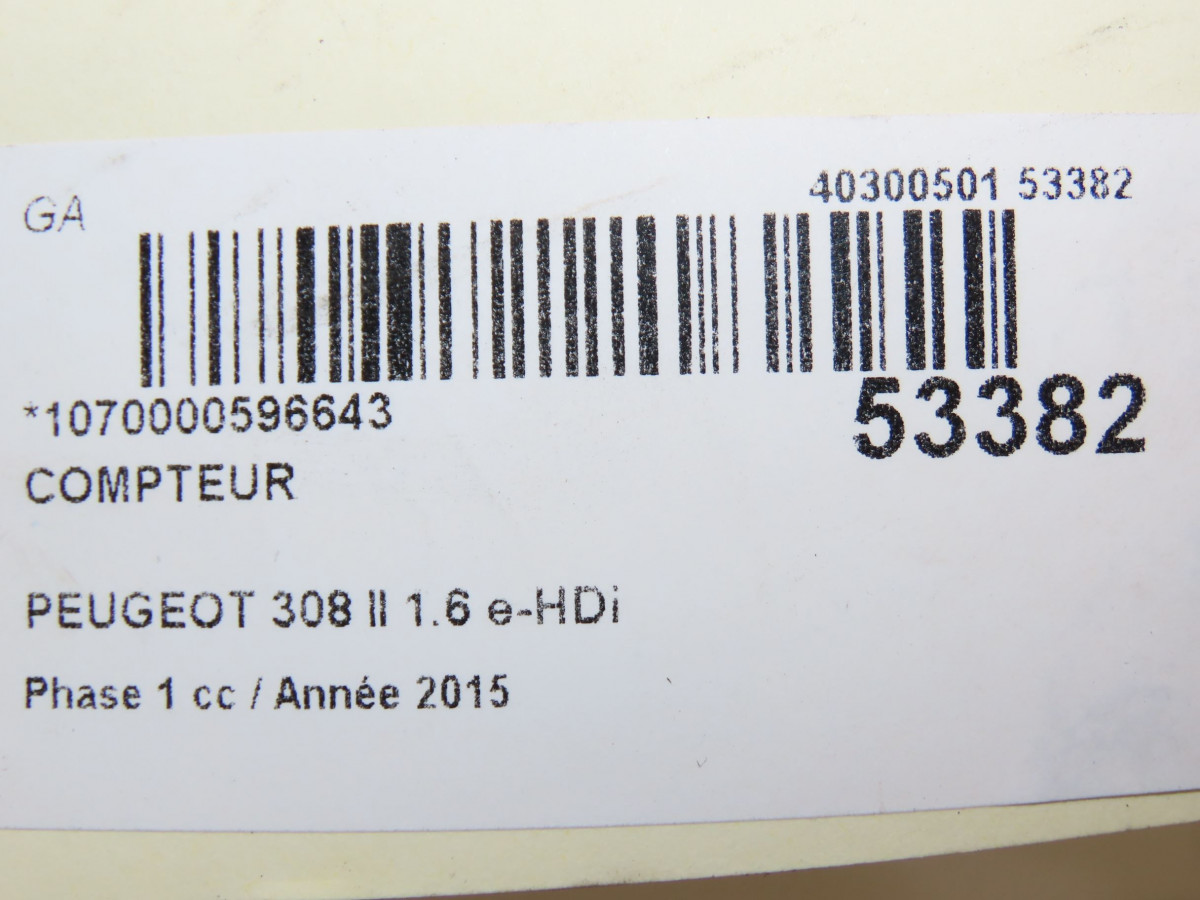 GA
40300501 53382
*1070000596643
53382
COMPTEUR
PEUGEOT 308 II 1.6 e-HDi
Phase 1 cc / Année 2015